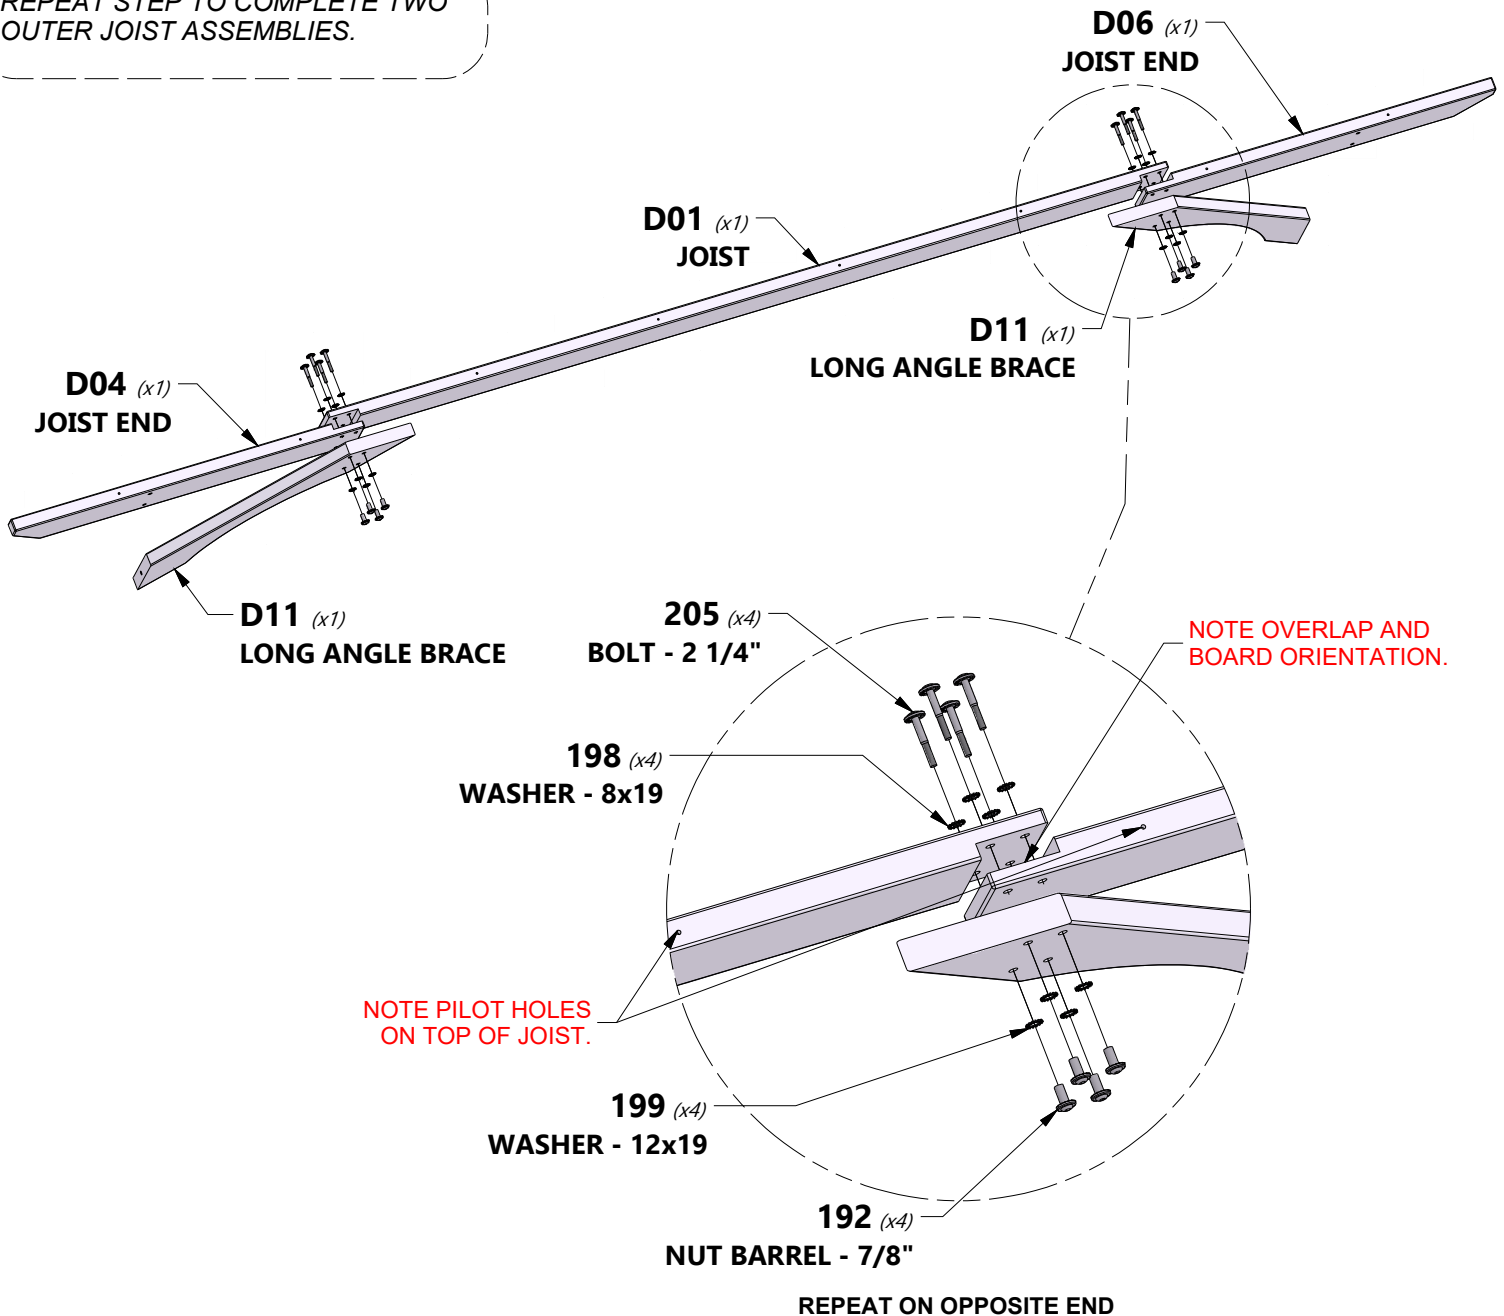 REPEAT STEP TO COMPLETE TWO
OUTER JOIST ASSEMBLIES.
D06 (x1)
JOIST END
D01 (x1)
JOIST
D11 (x1)
LONG ANGLE BRACE
D04 (x1)
JOIST END
D11 (x1)
LONG ANGLE BRACE
205 (x4)
BOLT - 2 1/4"
NOTE OVERLAP AND
BOARD ORIENTATION.
198 (x4)
WASHER - 8x19
NOTE PILOT HOLES
ON TOP OF JOIST.
199 (x4)
WASHER - 12x19
192 (x4)
NUT BARREL - 7/8"
REPEAT ON OPPOSITE END